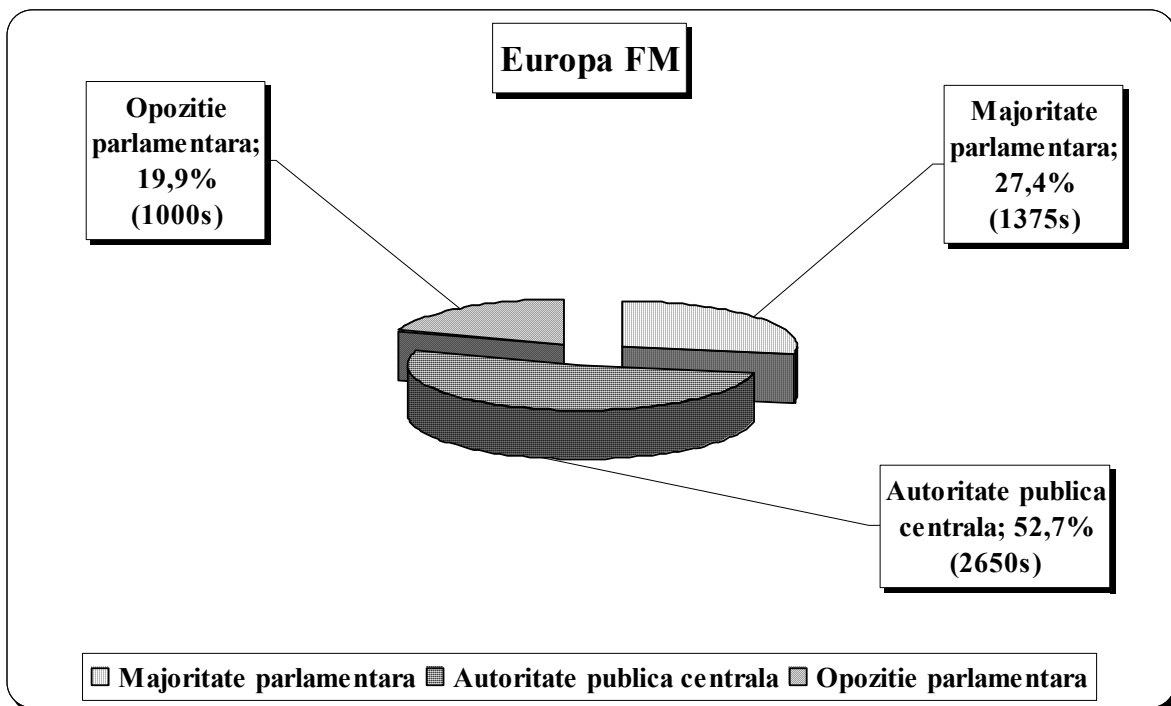 Europa FM
Opozitie
parlamentara;
19,9%
(1000s)
Majoritate
parlamentara;
27,4%
(1375s)
Autoritate publica
centrala; 52,7%
(2650s)
Majoritate parlamentara Autoritate publica centrala Opozitie parlamentara